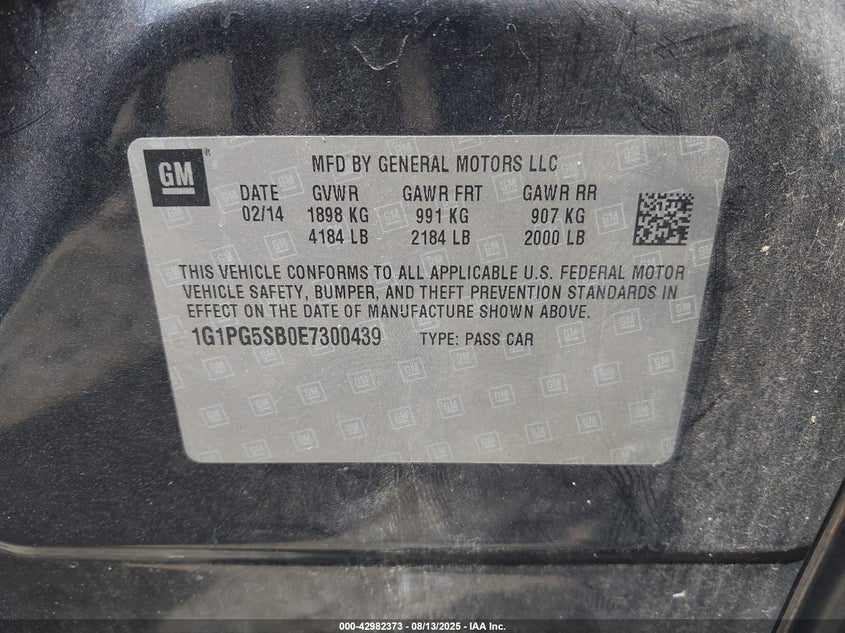 GM
MFD BY GENERAL MOTORS LLC
DATE GVWR GAWR FRT GAWR RR
02/14 1898 KG 991 KG 907 KG
4184 LB 2184 LB 2000 LB
THIS VEHICLE CONFORMS TO ALL APPLICABLE U.S. FEDERAL MOTOR
VEHICLE SAFETY, BUMPER, AND THEFT PREVENTION STANDARDS IN
EFFECT ON THE DATE OF MANUFACTURE SHOWN ABOVE.
1G1PG5SB0E7300439 TYPE: PASS CAR
000-42982373 - 08/13/2025 - IAA Inc.